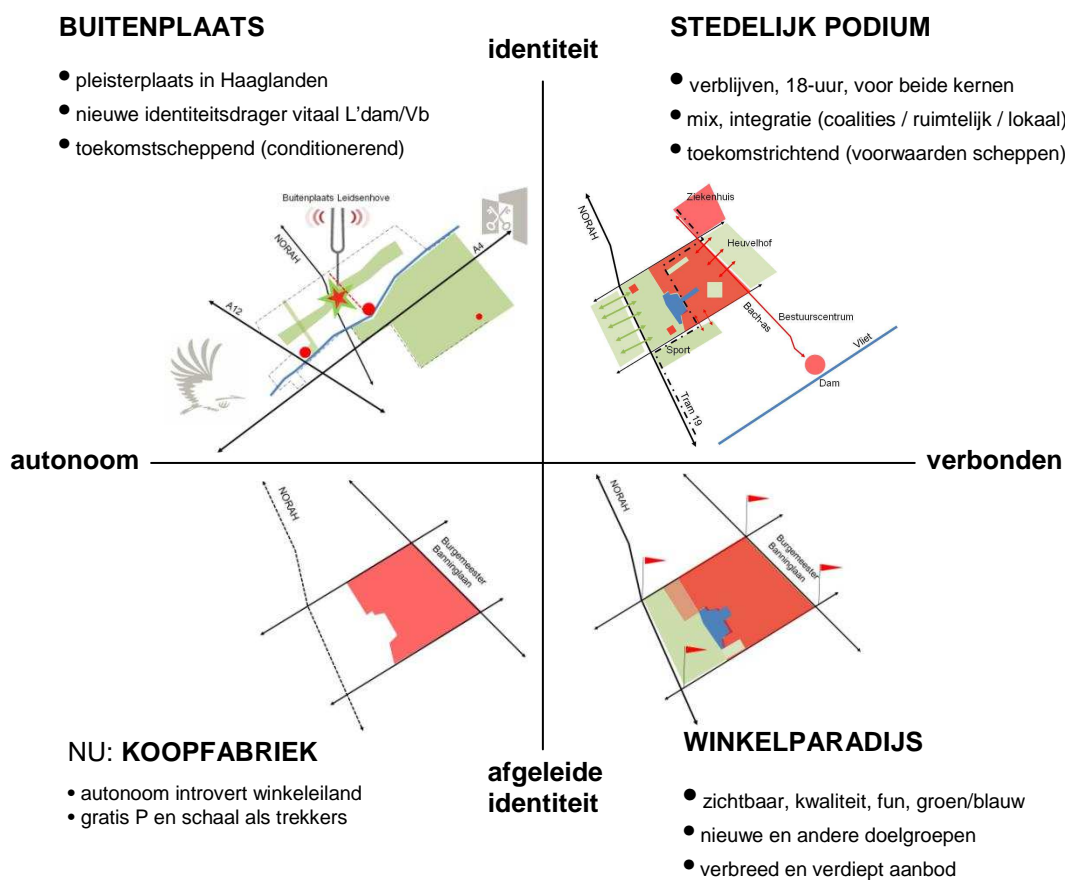 BUITENPLAATS
• pleisterplaats in Haaglanden
• nieuwe identiteitsdrager vitaal L'dam/Vb
• toekomstscheppend (conditionerend)
identiteit
STEDELIJK PODIUM
• verblijven, 18-uur, voor beide kernen
• mix, integratie (coalities / ruimtelijk / lokaal)
• toekomstrichtend (voorwaarden scheppen)
Buitenplaats Leidsenhove
NORAH
A4
A12
Ziekenhuis
NORAH
Heuvelhof
Bach-as
Bestuurscentrum
Sport
Vliet
Dam
Tram 19
autonoom
verbonden
NORAH
Burgemeester
Banninglaan
NORAH
Burgemeester
Banninglaan
NU: KOOPFABRIEK
• autonoom introvert winkeleiland
• gratis P en schaal als trekkers
afgeleide
identiteit
WINKELPARADIJS
• zichtbaar, kwaliteit, fun, groen/blauw
• nieuwe en andere doelgroepen
• verbreed en verdiept aanbod